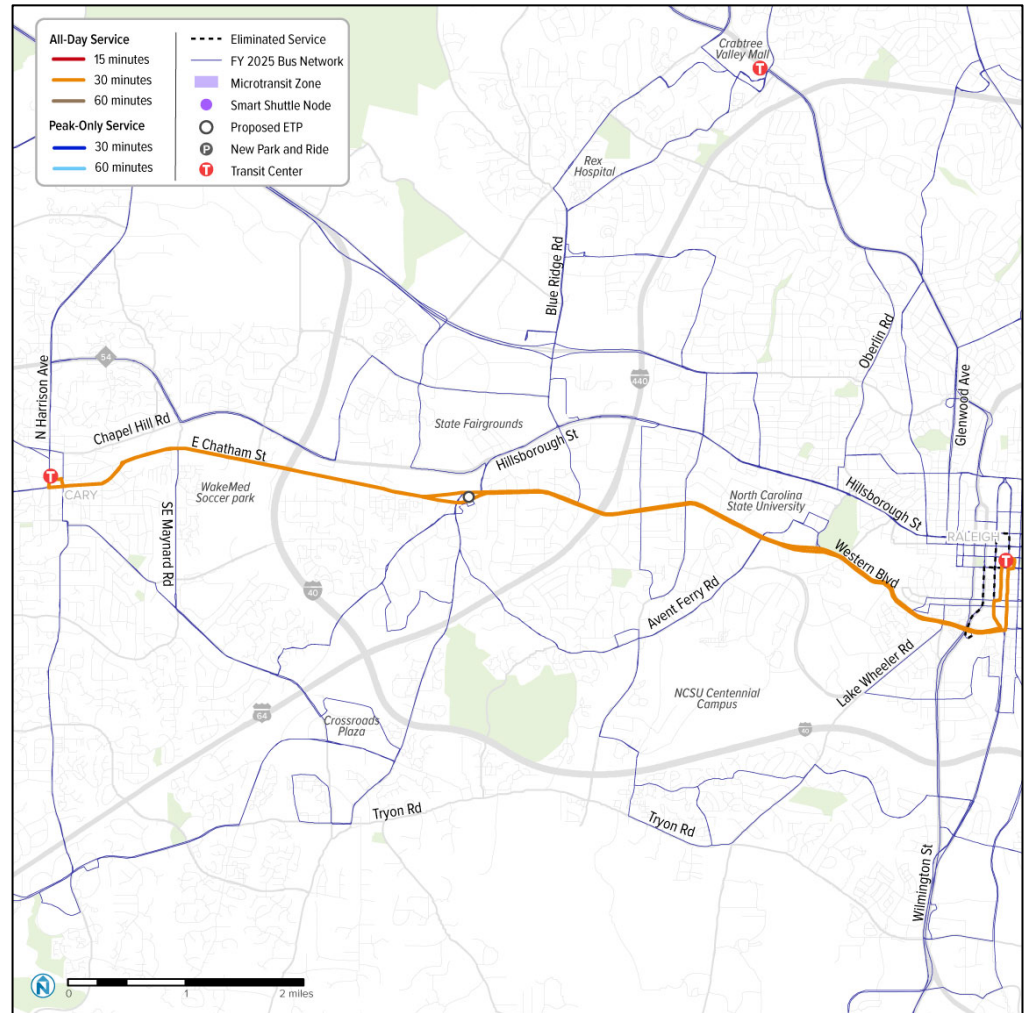 All-Day Service
15 minutes
30 minutes
60 minutes
Peak-Only Service
30 minutes
60 minutes
Eliminated Service
FY 2025 Bus Network
Microtransit Zone
Smart Shuttle Node
Proposed ETP
P
New Park and Ride
T
Transit Center
Crabtree
Valley Mall
T
Rex
Hospital
Blue Ridge Rd
Oberlin Rd
Glenwood Ave
N Harrison Ave
54
440
Chapel Hill Rd
State Fairgrounds
E Chatham St
Hillsborough St
T
CARY
WakeMed
Soccer park
SE Maynard Rd
North Carolina
State University
Hillsborough St
RALEIGH
T
Western Blvd
40
Avent Ferry Rd
Lake Wheeler Rd
NCSU Centennial
Campus
64
Crossroads
Plaza
40
Tryon Rd
Tryon Rd
Wilmington St
N
0
1
2 miles